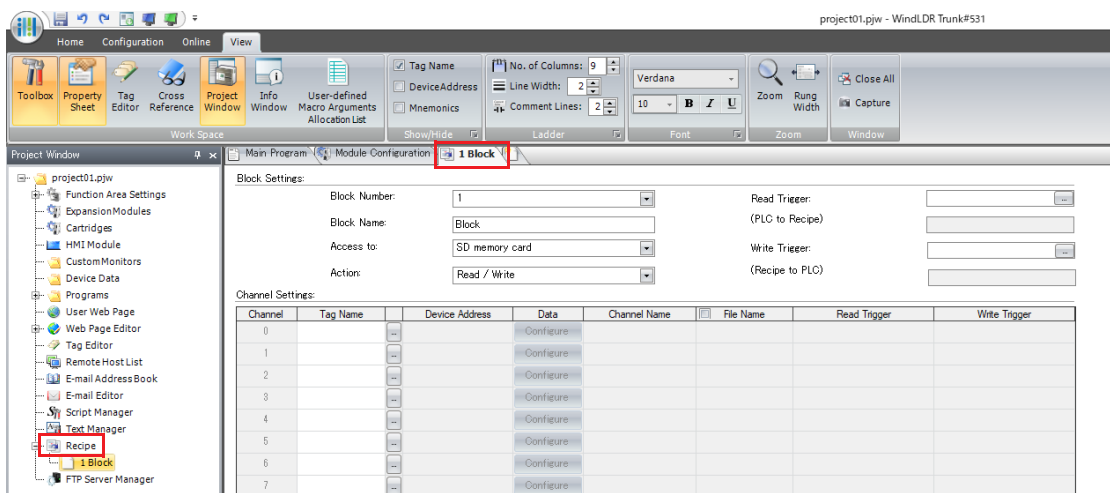 project01.pjw - WindLDR Trunk#531
Home Configuration Online View
Toolbox
Property Sheet
Tag Editor
Cross Reference
Project Window
Info Window
User-defined Macro Arguments Allocation List
Work Space
Tag Name
DeviceAddress
Mnemonics
Show/Hide
No. of Columns: 9
Line Width: 2
Comment Lines: 2
Ladder
Verdana
10 B I U
Font
Zoom
Rung Width
Zoom
Close All
Capture
Window
Project Window
project01.pjw
Function Area Settings
ExpansionModules
Cartridges
HMI Module
CustomMonitors
Device Data
Programs
User Web Page
Web Page Editor
Tag Editor
Remote Host List
E-mail Address Book
E-mail Editor
Script Manager
Text Manager
Recipe
1 Block
FTP Server Manager
Main Program Module Configuration 1 Block
Block Settings:
Block Number: 1
Block Name: Block
Access to: SD memory card
Action: Read / Write
Read Trigger: ...
(PLC to Recipe)
Write Trigger: ...
(Recipe to PLC)
Channel Settings:
Channel Tag Name Device Address Data Channel Name File Name Read Trigger Write Trigger
0 ... Configure
1 ... Configure
2 ... Configure
3 ... Configure
4 ... Configure
5 ... Configure
6 ... Configure
7 ... Configure